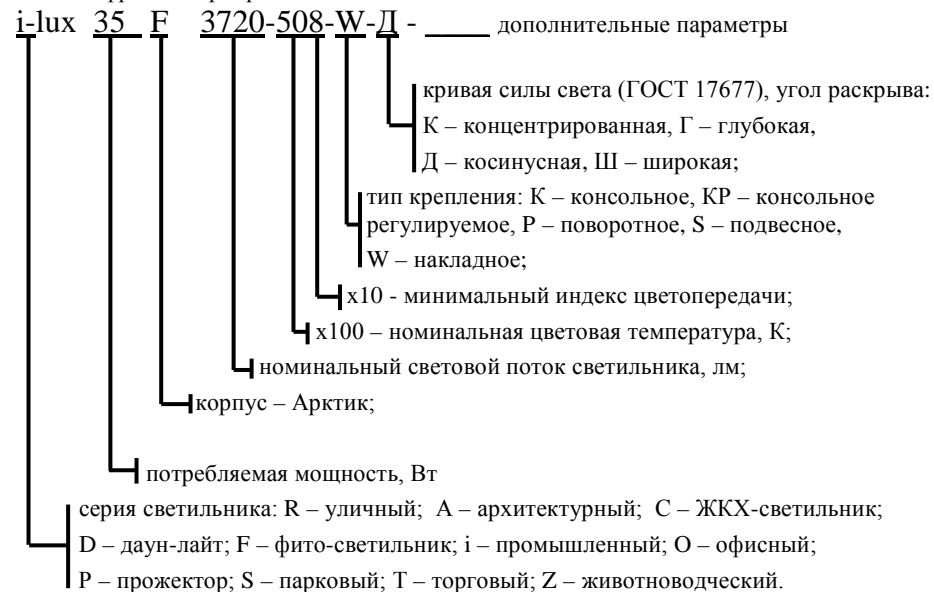 i-lux 35 F 3720-508-W-Д - _____ дополнительные параметры
кривая силы света (ГОСТ 17677), угол раскрыва:
К – концентрированная, Г – глубокая,
Д – косинусная, Ш – широкая;
тип крепления: К – консольное, КР – консольное
регулируемое, Р – поворотное, S – подвесное,
W – накладное;
х10 - минимальный индекс цветопередачи;
х100 – номинальная цветовая температура, К;
номинальный световой поток светильника, лм;
корпус – Арктик;
потребляемая мощность, Вт
серия светильника: R – уличный; А – архитектурный; С – ЖКХ-светильник;
D – даун-лайт; F – фито-светильник; i – промышленный; О – офисный;
Р – прожектор; S – парковый; Т – торговый; Z – животноводческий.